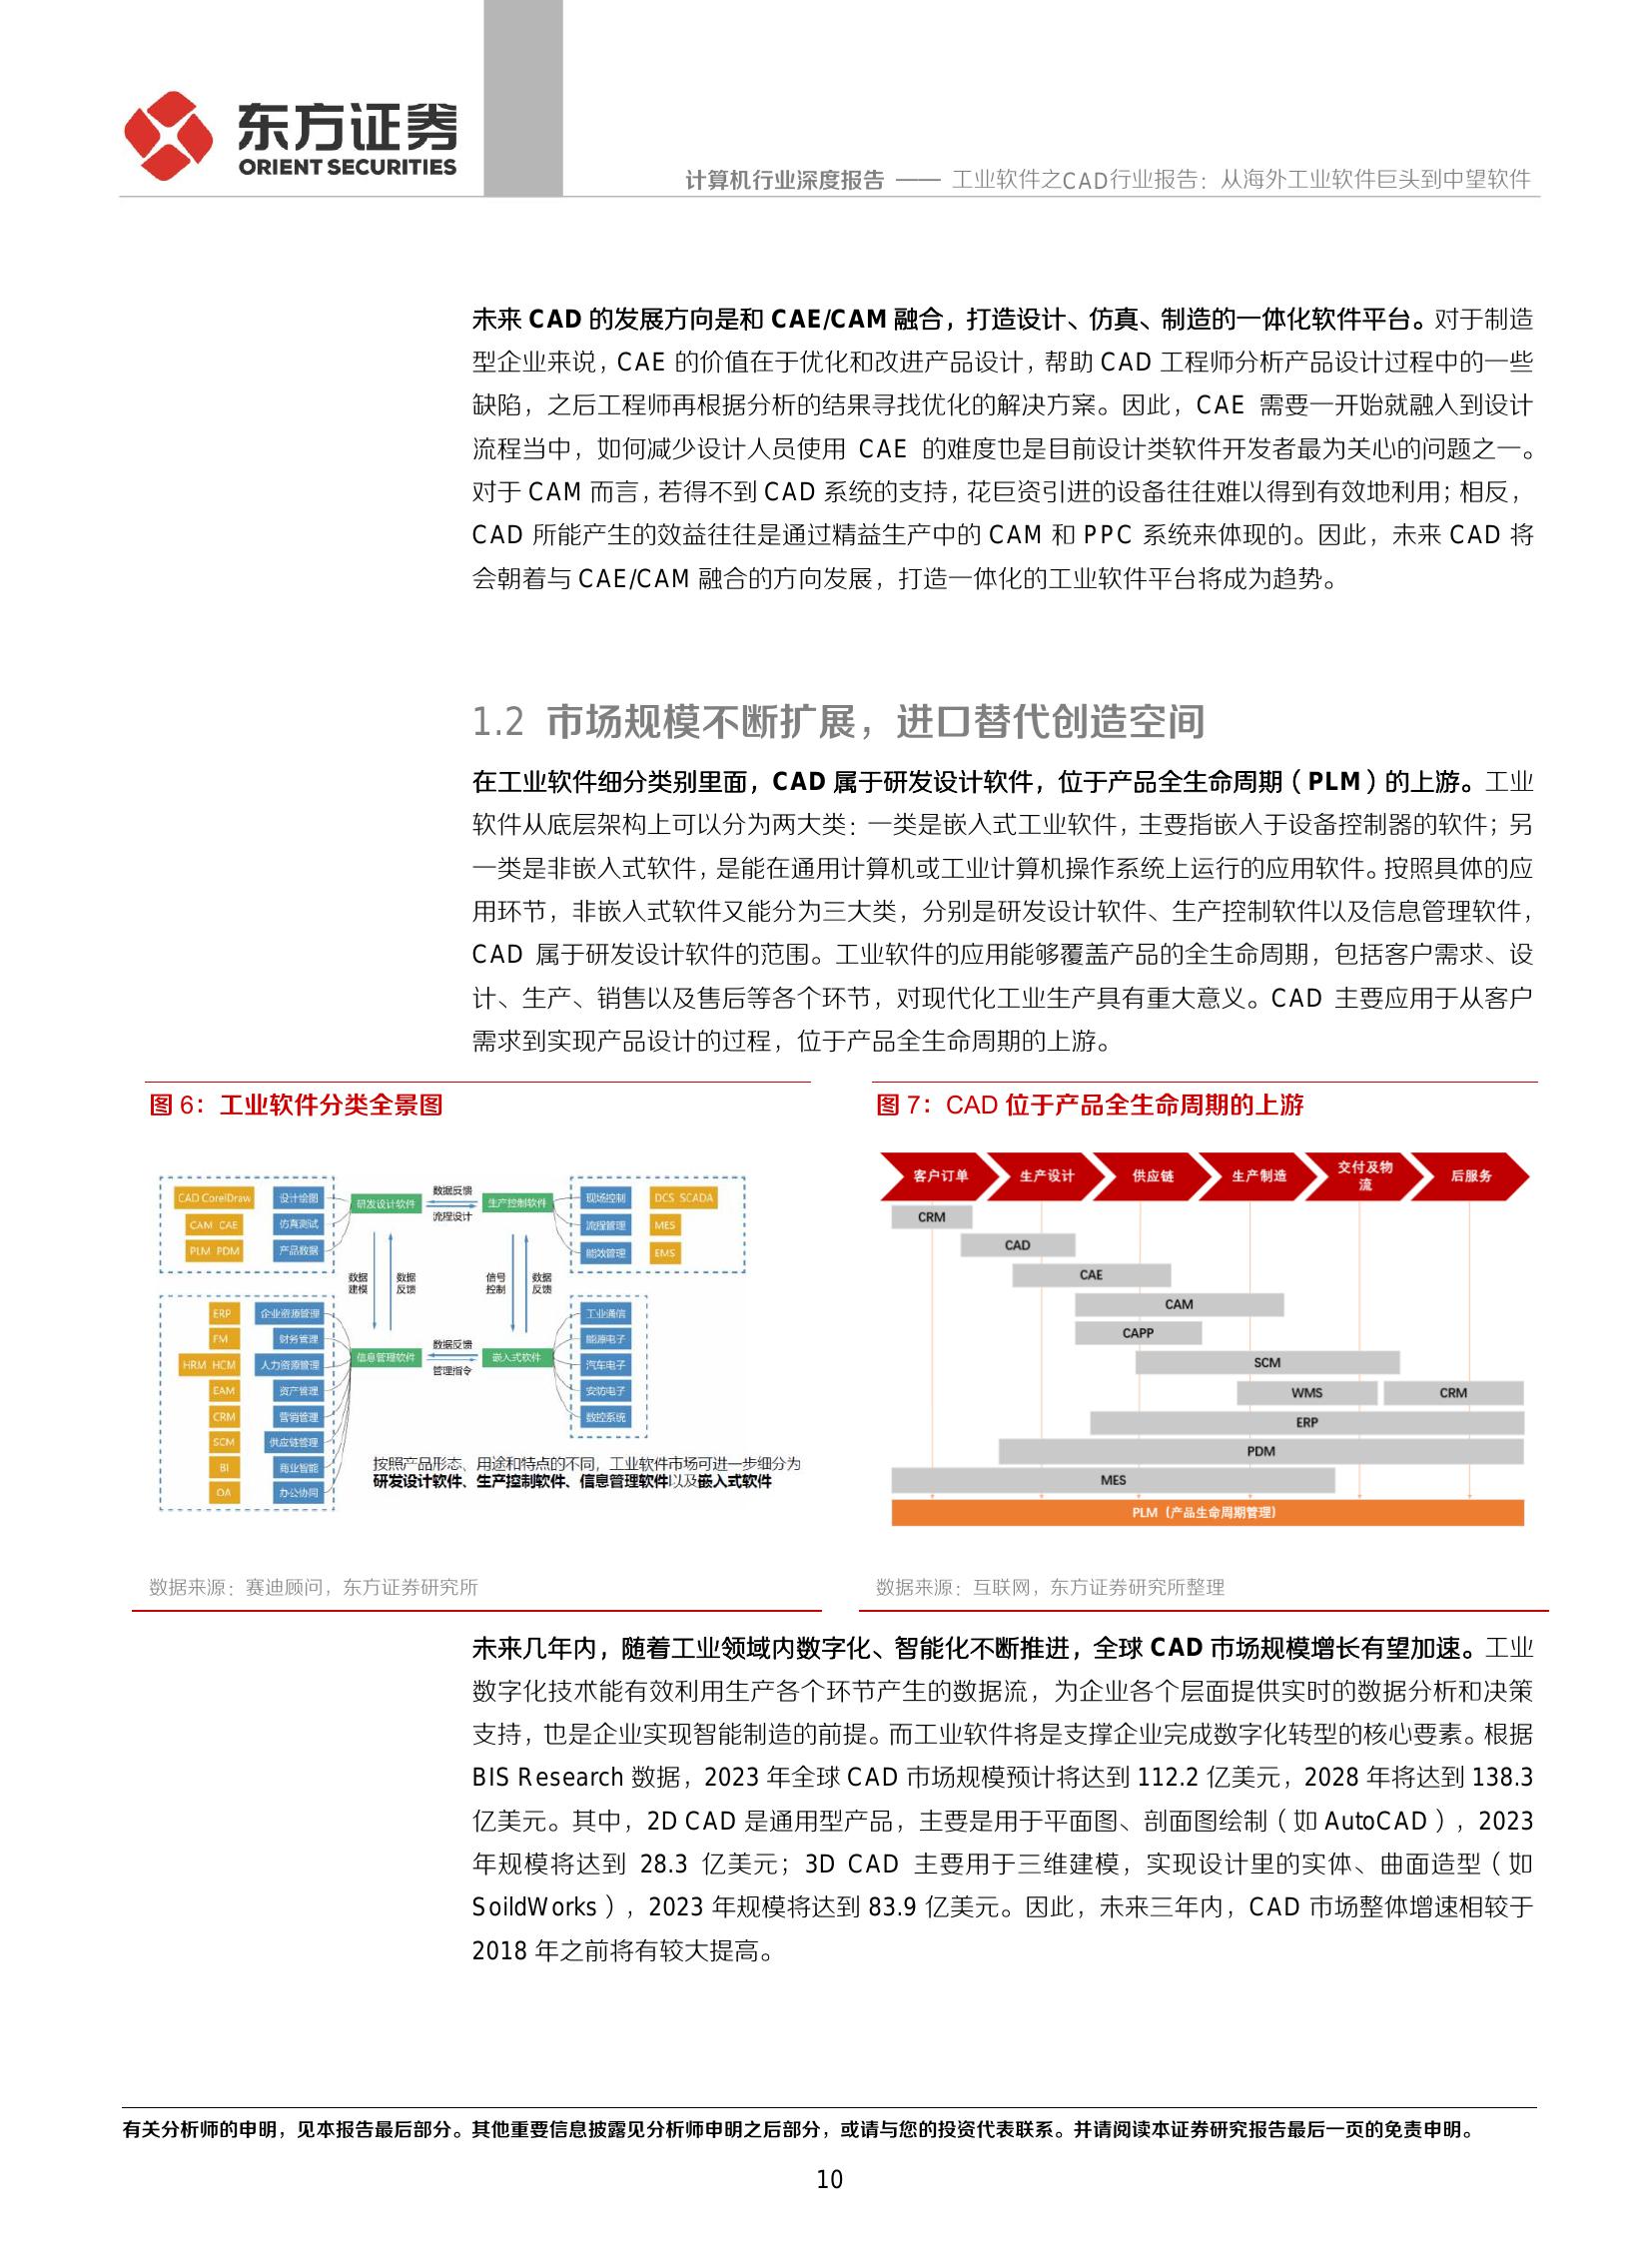 东方证券
ORIENT SECURITIES
计算机行业深度报告 —— 工业软件之CAD行业报告：从海外工业软件巨头到中望软件
未来 CAD 的发展方向是和 CAE/CAM 融合，打造设计、仿真、制造的一体化软件平台。对于制造
型企业来说，CAE 的价值在于优化和改进产品设计，帮助 CAD 工程师分析产品设计过程中的一些
缺陷，之后工程师再根据分析的结果寻找优化的解决方案。因此，CAE 需要一开始就融入到设计
流程当中，如何减少设计人员使用 CAE 的难度也是目前设计类软件开发者最为关心的问题之一。
对于 CAM 而言，若得不到 CAD 系统的支持，花巨资引进的设备往往难以得到有效地利用；相反，
CAD 所能产生的效益往往是通过精益生产中的 CAM 和 PPC 系统来体现的。因此，未来 CAD 将
会朝着与 CAE/CAM 融合的方向发展，打造一体化的工业软件平台将成为趋势。
1.2 市场规模不断扩展，进口替代创造空间
在工业软件细分类别里面，CAD 属于研发设计软件，位于产品全生命周期（PLM）的上游。工业
软件从底层架构上可以分为两大类：一类是嵌入式工业软件，主要指嵌入于设备控制器的软件；另
一类是非嵌入式软件，是能在通用计算机或工业计算机操作系统上运行的应用软件。按照具体的应
用环节，非嵌入式软件又能分为三大类，分别是研发设计软件、生产控制软件以及信息管理软件，
CAD 属于研发设计软件的范围。工业软件的应用能够覆盖产品的全生命周期，包括客户需求、设
计、生产、销售以及售后等各个环节，对现代化工业生产具有重大意义。CAD 主要应用于从客户
需求到实现产品设计的过程，位于产品全生命周期的上游。
图 6：工业软件分类全景图
CAD CorelDraw 设计绘图
CAM CAE 仿真测试
PLM PDM 产品数据
研发设计软件
数据反馈
流程设计
生产控制软件
现场控制 DCS SCADA
流程管理 MES
能效管理 EMS
数据
建模
数据
反馈
信号
控制
数据
反馈
ERP 企业资源管理
FM 财务管理
HRM HCM 人力资源管理
EAM 资产管理
CRM 营销管理
SCM 供应链管理
BI 商业智能
OA 办公协同
信息管理软件
数据反馈
管理指令
嵌入式软件
工业通信
能源电子
汽车电子
安防电子
数控系统
按照产品形态、用途和特点的不同，工业软件市场可进一步细分为
研发设计软件、生产控制软件、信息管理软件以及嵌入式软件
数据来源：赛迪顾问，东方证券研究所
图 7：CAD 位于产品全生命周期的上游
客户订单 生产设计 供应链 生产制造 交付及物流 后服务
CRM
CAD
CAE
CAM
CAPP
SCM
WMS CRM
ERP
PDM
MES
PLM（产品生命周期管理）
数据来源：互联网，东方证券研究所整理
未来几年内，随着工业领域内数字化、智能化不断推进，全球 CAD 市场规模增长有望加速。工业
数字化技术能有效利用生产各个环节产生的数据流，为企业各个层面提供实时的数据分析和决策
支持，也是企业实现智能制造的前提。而工业软件将是支撑企业完成数字化转型的核心要素。根据
BIS Research 数据，2023 年全球 CAD 市场规模预计将达到 112.2 亿美元，2028 年将达到 138.3
亿美元。其中，2D CAD 是通用型产品，主要是用于平面图、剖面图绘制（如 AutoCAD），2023
年规模将达到 28.3 亿美元；3D CAD 主要用于三维建模，实现设计里的实体、曲面造型（如
SoildWorks），2023 年规模将达到 83.9 亿美元。因此，未来三年内，CAD 市场整体增速相较于
2018 年之前将有较大提高。
有关分析师的申明，见本报告最后部分。其他重要信息披露见分析师申明之后部分，或请与您的投资代表联系。并请阅读本证券研究报告最后一页的免责申明。
10